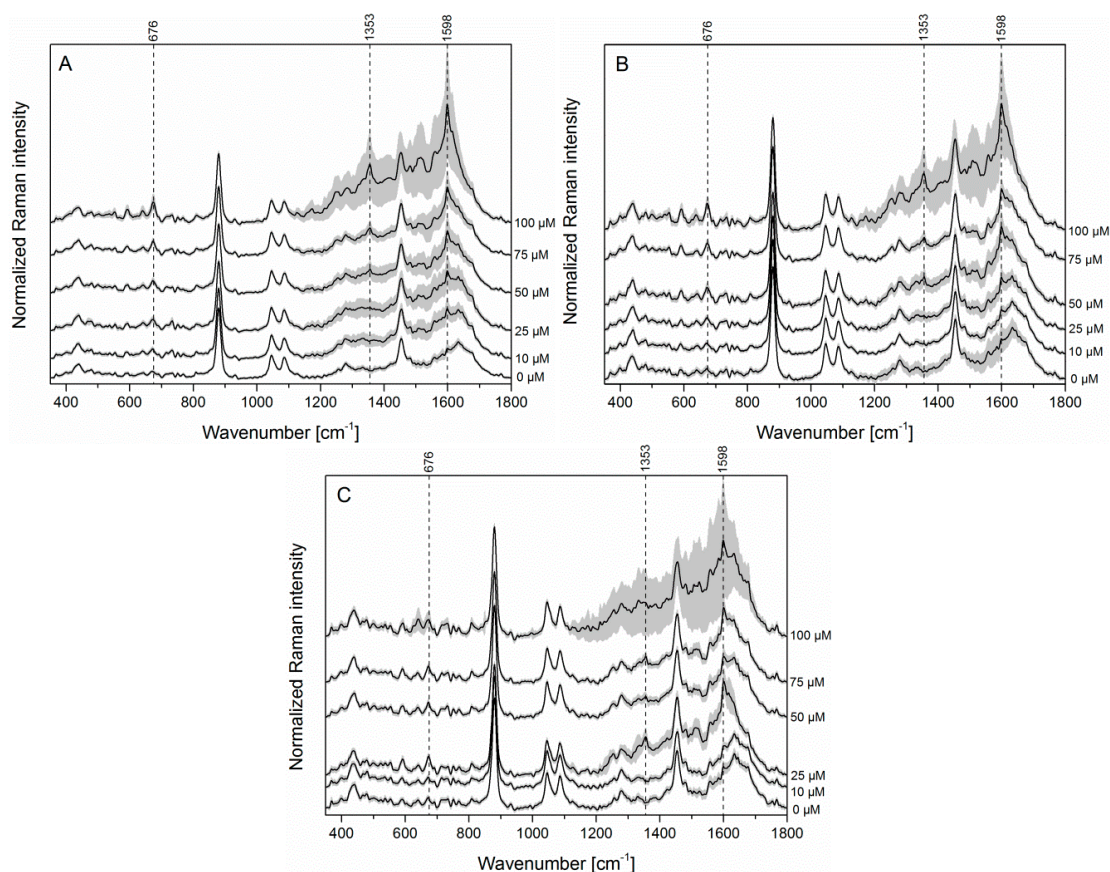 676
1353
1598
A
Normalized Raman intensity
100 µM
75 µM
50 µM
25 µM
10 µM
0 µM
400 600 800 1000 1200 1400 1600 1800
Wavenumber [cm⁻¹]
676
1353
1598
B
Normalized Raman intensity
100 µM
75 µM
50 µM
25 µM
10 µM
0 µM
400 600 800 1000 1200 1400 1600 1800
Wavenumber [cm⁻¹]
676
1353
1598
C
Normalized Raman intensity
100 µM
75 µM
50 µM
25 µM
10 µM
0 µM
400 600 800 1000 1200 1400 1600 1800
Wavenumber [cm⁻¹]